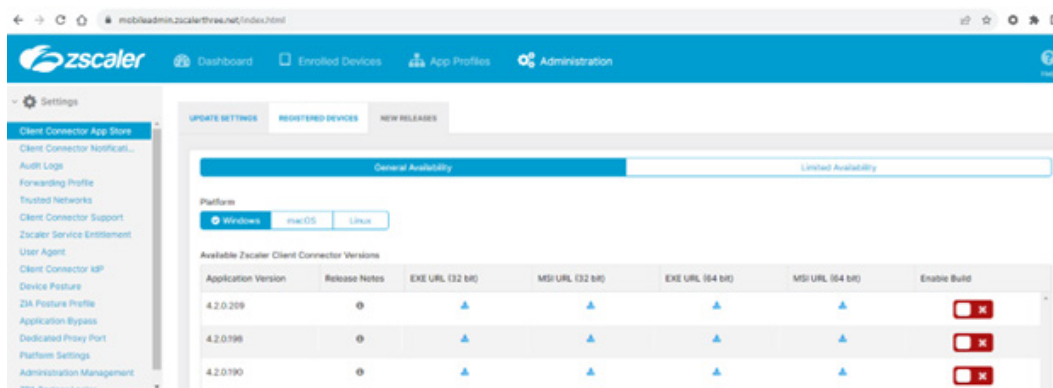 mobileadmin.zscalerthree.net/index.html
zscaler
Dashboard
Enrolled Devices
App Profiles
Administration
Settings
Client Connector App Store
Client Connector Notificati...
Audit Logs
Forwarding Profile
Trusted Networks
Client Connector Support
Zscaler Service Entitlement
User Agent
Client Connector IdP
Device Posture
ZIA Posture Profile
Application Bypass
Dedicated Proxy Port
Platform Settings
Administration Management
UPDATE SETTINGS
REGISTERED DEVICES
NEW RELEASES
General Availability
Limited Availability
Platform
Windows
macOS
Linux
Available Zscaler Client Connector Versions
Application Version
Release Notes
EXE URL (32 bit)
MSI URL (32 bit)
EXE URL (64 bit)
MSI URL (64 bit)
Enable Build
4.2.0.209
4.2.0.198
4.2.0.190